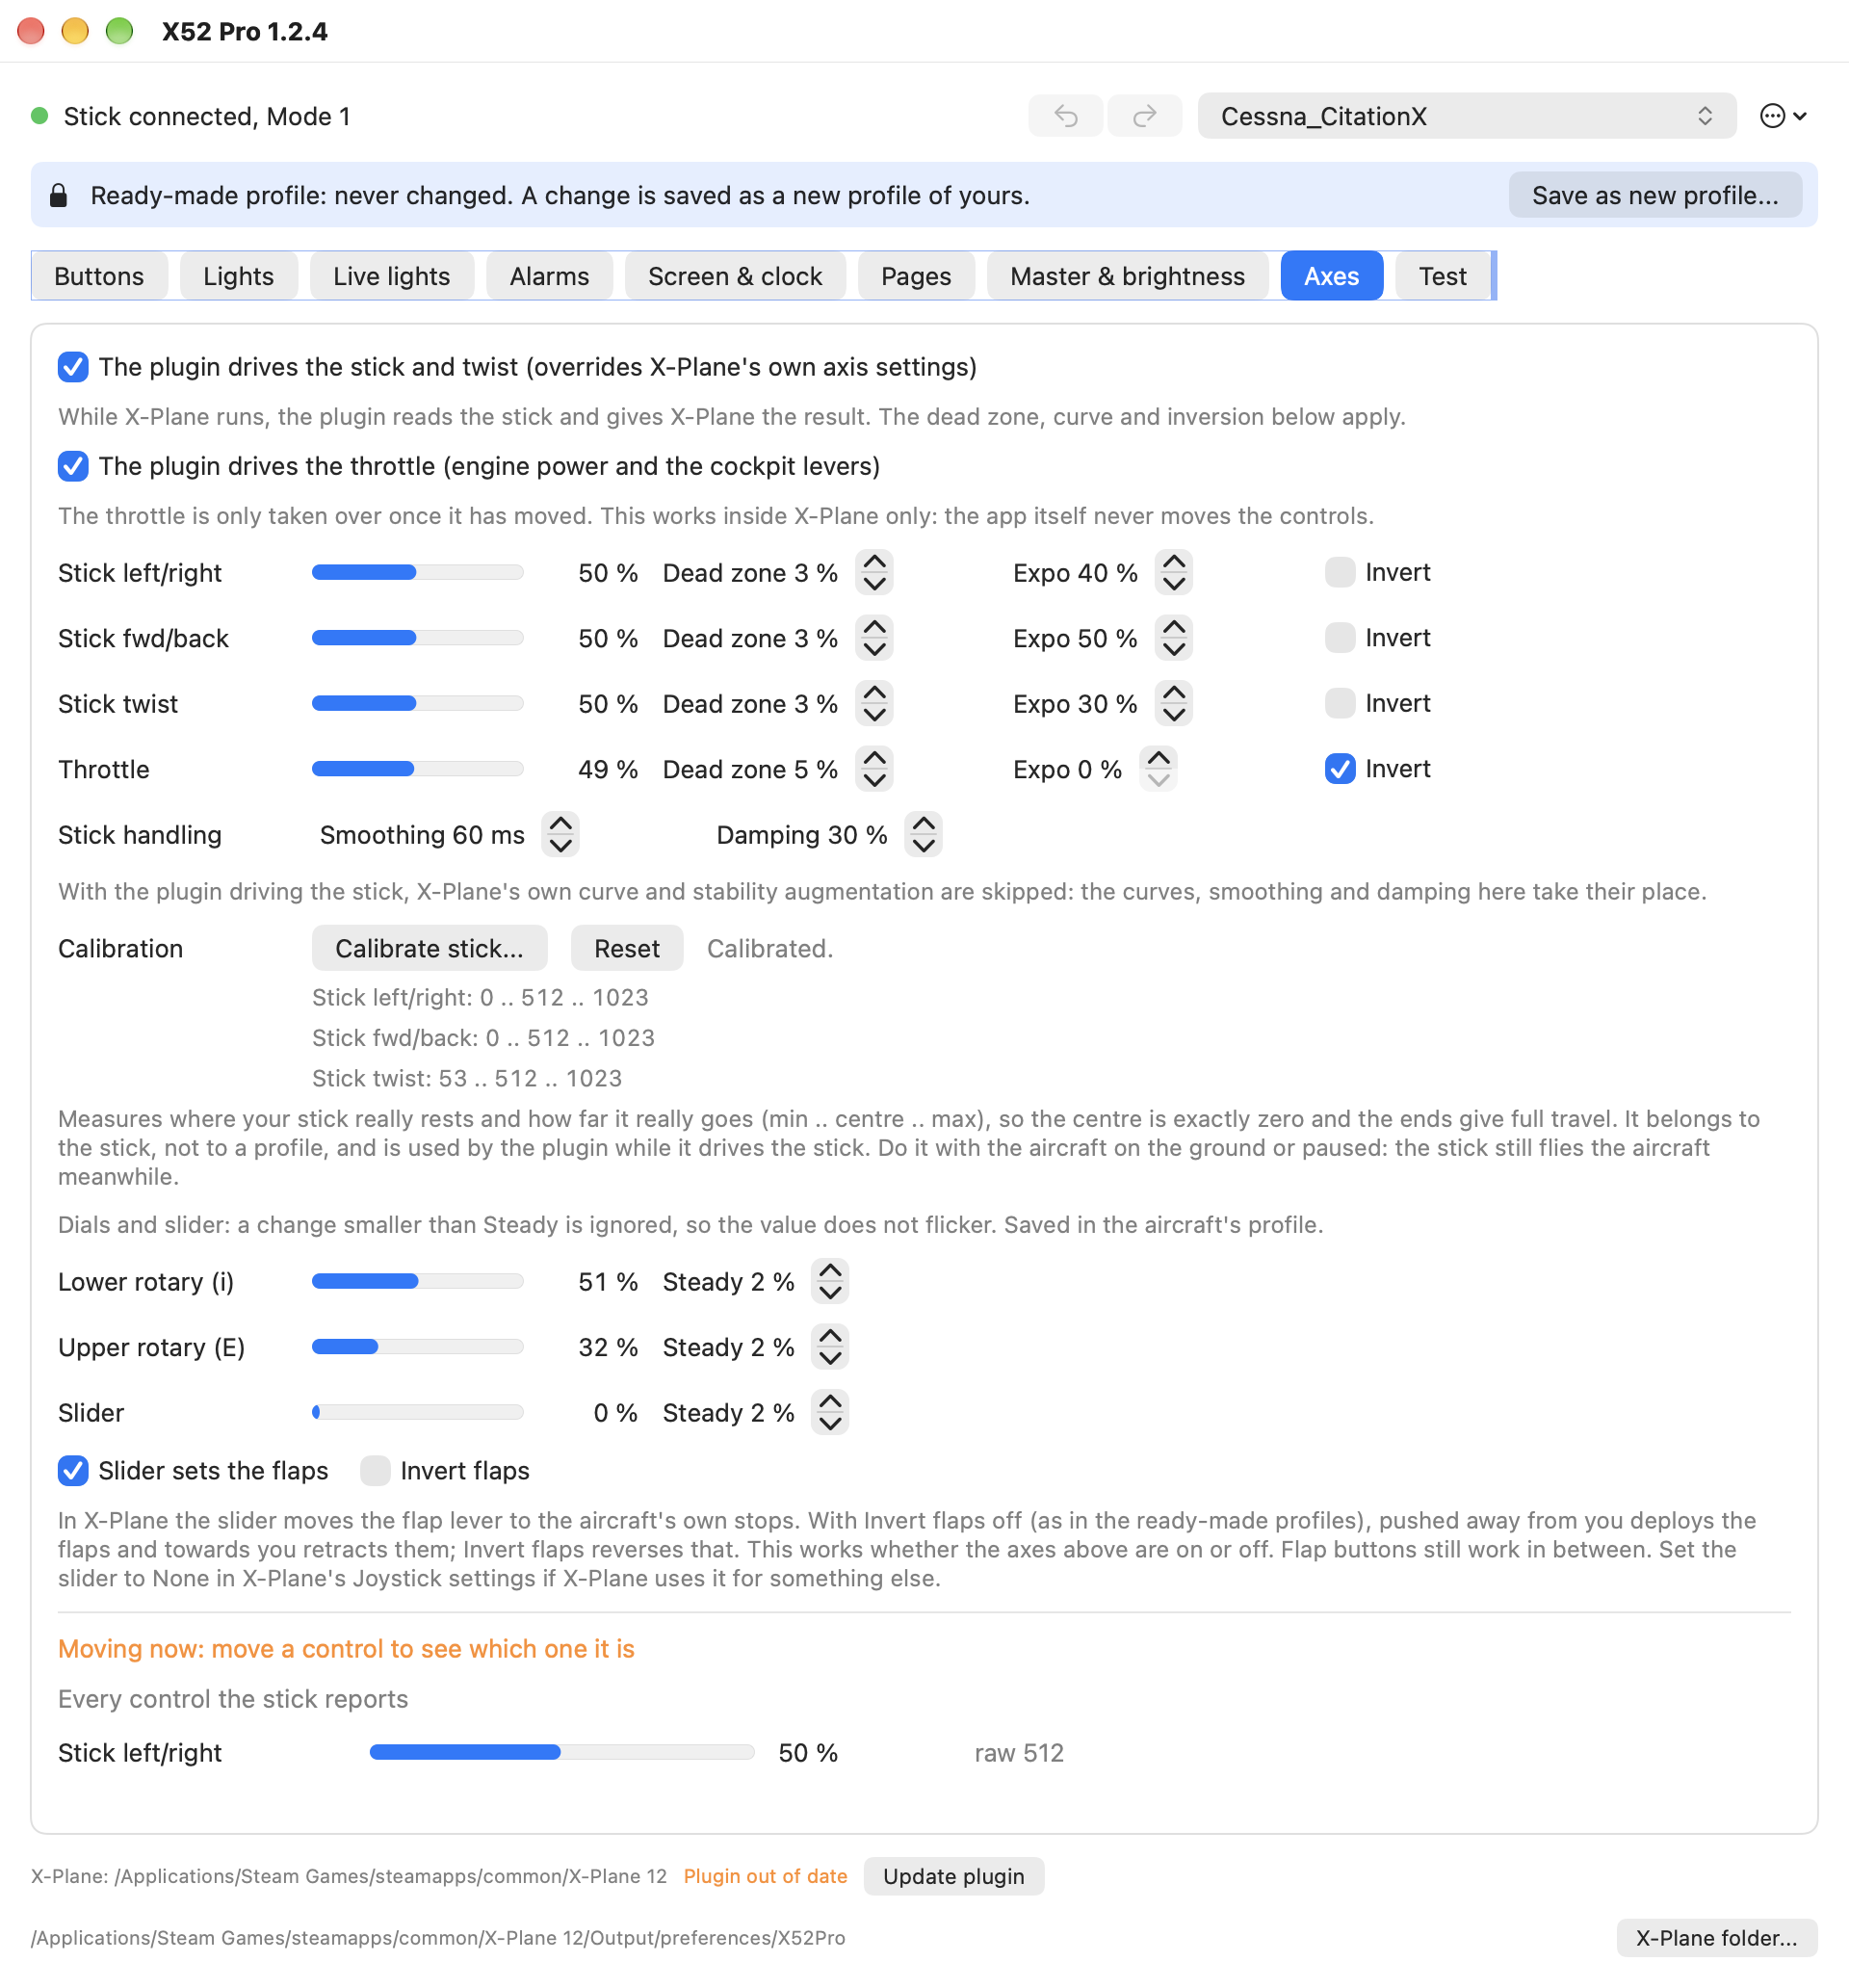 X52 Pro 1.2.4
Stick connected, Mode 1
Cessna_CitationX
Ready-made profile: never changed. A change is saved as a new profile of yours.
Save as new profile...
Buttons
Lights
Live lights
Alarms
Screen & clock
Pages
Master & brightness
Axes
Test
The plugin drives the stick and twist (overrides X-Plane's own axis settings)
While X-Plane runs, the plugin reads the stick and gives X-Plane the result. The dead zone, curve and inversion below apply.
The plugin drives the throttle (engine power and the cockpit levers)
The throttle is only taken over once it has moved. This works inside X-Plane only: the app itself never moves the controls.
Stick left/right 50 % Dead zone 3 % Expo 40 % Invert
Stick fwd/back 50 % Dead zone 3 % Expo 50 % Invert
Stick twist 50 % Dead zone 3 % Expo 30 % Invert
Throttle 49 % Dead zone 5 % Expo 0 % Invert
Stick handling Smoothing 60 ms Damping 30 %
With the plugin driving the stick, X-Plane's own curve and stability augmentation are skipped: the curves, smoothing and damping here take their place.
Calibration Calibrate stick... Reset Calibrated.
Stick left/right: 0 .. 512 .. 1023
Stick fwd/back: 0 .. 512 .. 1023
Stick twist: 53 .. 512 .. 1023
Measures where your stick really rests and how far it really goes (min .. centre .. max), so the centre is exactly zero and the ends give full travel. It belongs to
the stick, not to a profile, and is used by the plugin while it drives the stick. Do it with the aircraft on the ground or paused: the stick still flies the aircraft
meanwhile.
Dials and slider: a change smaller than Steady is ignored, so the value does not flicker. Saved in the aircraft's profile.
Lower rotary (i) 51 % Steady 2 %
Upper rotary (E) 32 % Steady 2 %
Slider 0 % Steady 2 %
Slider sets the flaps Invert flaps
In X-Plane the slider moves the flap lever to the aircraft's own stops. With Invert flaps off (as in the ready-made profiles), pushed away from you deploys the
flaps and towards you retracts them; Invert flaps reverses that. This works whether the axes above are on or off. Flap buttons still work in between. Set the
slider to None in X-Plane's Joystick settings if X-Plane uses it for something else.
Moving now: move a control to see which one it is
Every control the stick reports
Stick left/right 50 % raw 512
X-Plane: /Applications/Steam Games/steamapps/common/X-Plane 12 Plugin out of date Update plugin
/Applications/Steam Games/steamapps/common/X-Plane 12/Output/preferences/X52Pro
X-Plane folder...